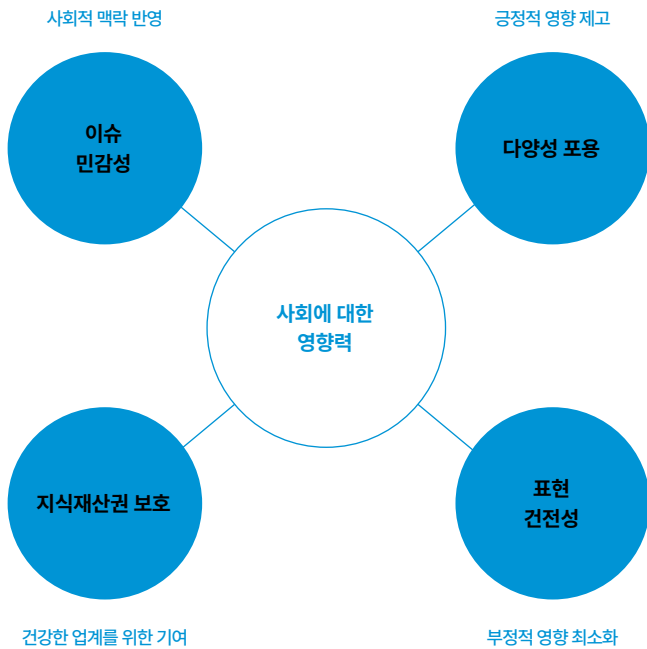 사회적 맥락 반영
긍정적 영향 제고
이슈
민감성
다양성 포용
사회에 대한
영향력
지식재산권 보호
표현
건전성
건강한 업계를 위한 기여
부정적 영향 최소화